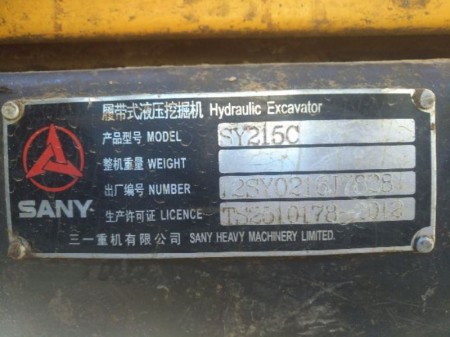 履带式液压挖掘机 Hydraulic Excavator
产品型号 MODEL SY215C
整机重量 WEIGHT
出厂编号 NUMBER
生产许可证 LICENCE
SANY
三一重机有限公司 SANY HEAVY MACHINERY LIMITED.